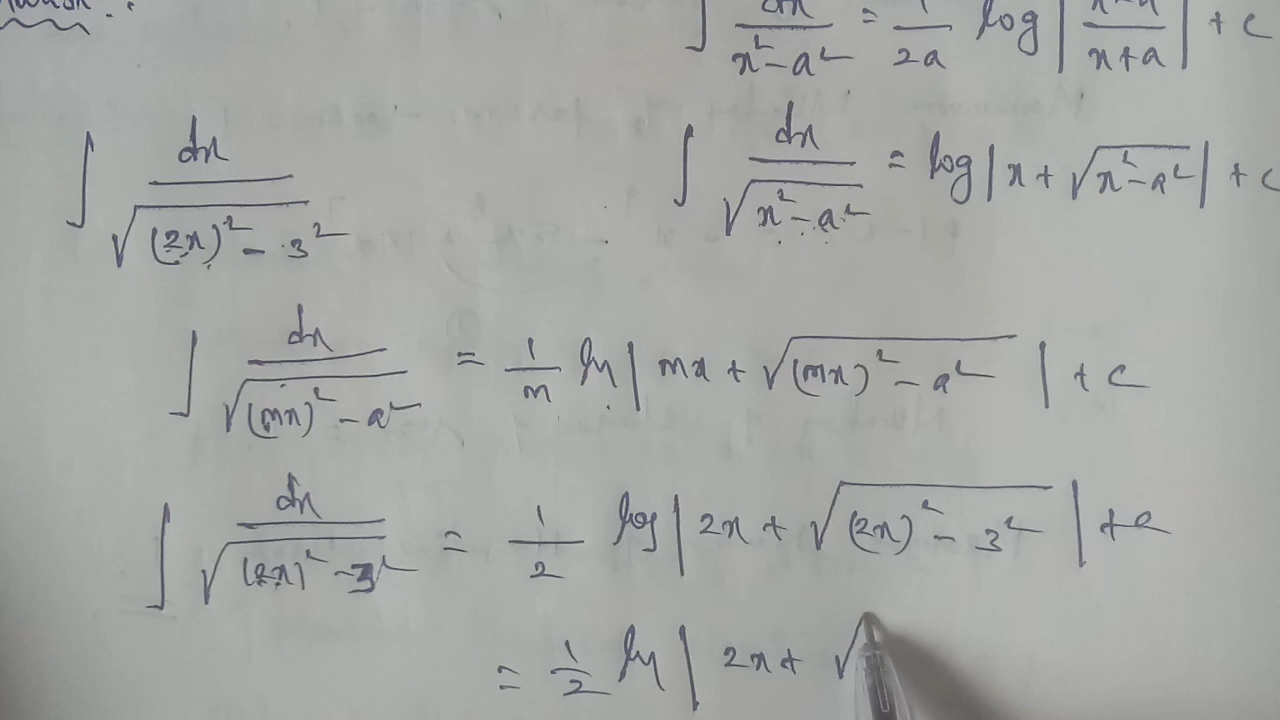 ∫ dx / x² - a² = 1 / 2a log | x-a / x+a | + c
∫ dx / √(2x)² - 3²
∫ dx / √x² - a² = log | x + √x² - a² | + c
∫ dx / √(mx)² - a² = 1/m log | mx + √(mx)² - a² | + c
∫ dx / √(2x)² - 3² = 1/2 log | 2x + √(2x)² - 3² | + c
= 1/2 log | 2x + √